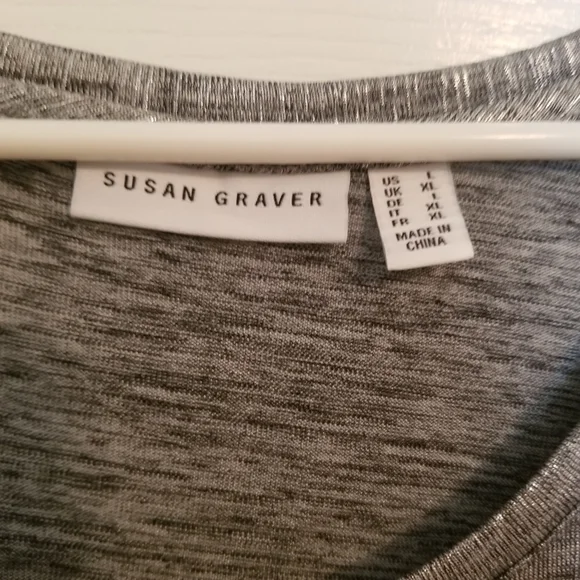 SUSAN GRAVER
US L
UK XL
DE L
IT XL
FR XL
MADE IN
CHINA